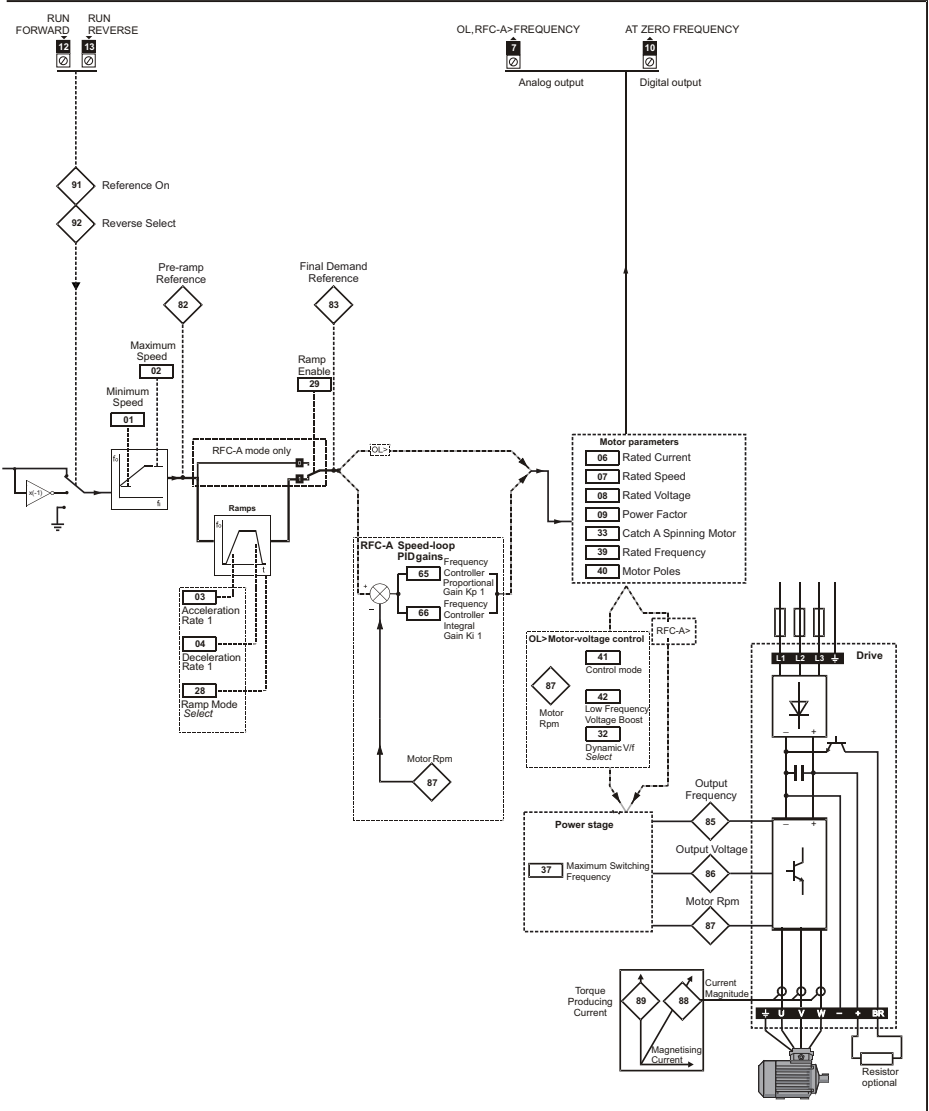 RUN FORWARD
RUN REVERSE
12
13
OL,RFC-A>FREQUENCY
7
Analog output
AT ZERO FREQUENCY
10
Digital output
91
Reference On
92
Reverse Select
Pre-ramp
Reference
82
Final Demand
Reference
83
Maximum
Speed
02
Minimum
Speed
01
Ramp
Enable
29
RFC-A mode only
0
1
OL>
x(-1)
Ramps
t
03
Acceleration
Rate 1
04
Deceleration
Rate 1
28
Ramp Mode
Select
RFC-A Speed-loop
PID gains
+
−
65
Frequency
Controller
Proportional
Gain Kp 1
66
Frequency
Controller
Integral
Gain Ki 1
Motor Rpm
87
Motor parameters
06 Rated Current
07 Rated Speed
08 Rated Voltage
09 Power Factor
33 Catch A Spinning Motor
39 Rated Frequency
40 Motor Poles
RFC-A>
OL>Motor-voltage control
41
Control mode
87
Motor
Rpm
42
Low Frequency
Voltage Boost
32
Dynamic V/f
Select
Power stage
37
Maximum Switching
Frequency
Output
Frequency
85
Output Voltage
86
Motor Rpm
87
L1 L2 L3
Drive
− +
− +
Torque
Producing
Current
89
88
Current
Magnitude
Magnetising
Current
U V W − + BR
Resistor
optional